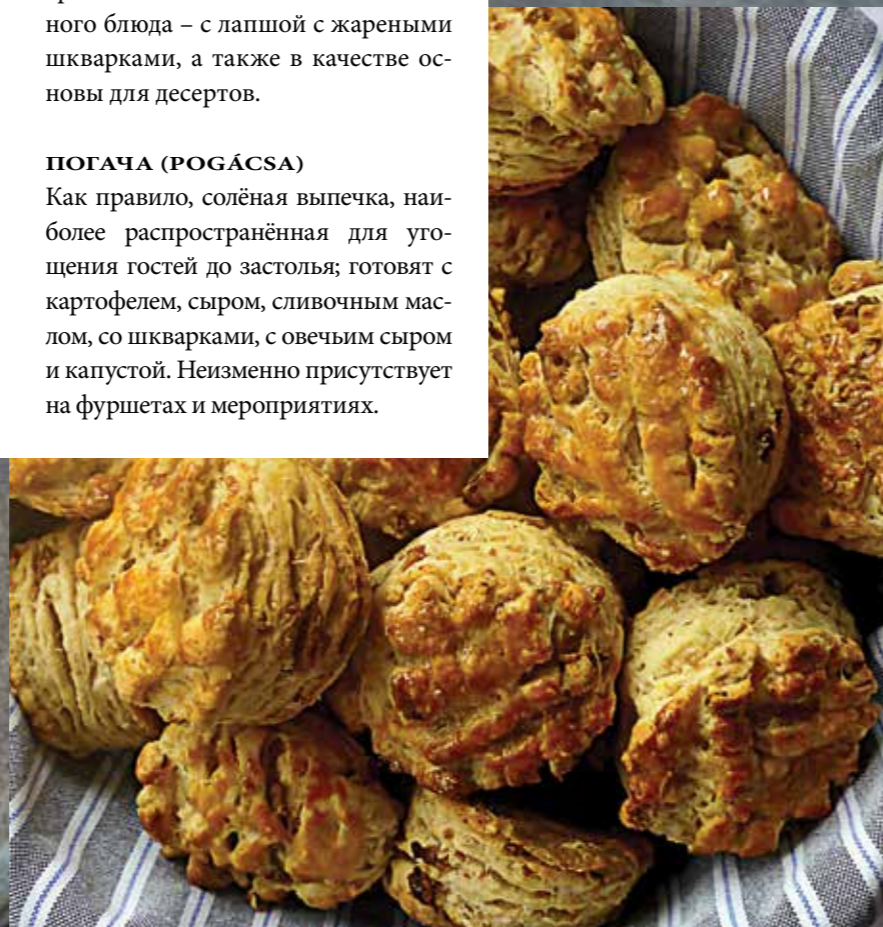 ного блюда – с лапшой с жареными
шкварками, а также в качестве ос-
новы для десертов.
ПОГАЧА (POGÁCSA)
Как правило, солёная выпечка, наи-
более распространённая для уго-
щения гостей до застолья; готовят с
картофелем, сыром, сливочным мас-
лом, со шкварками, с овечьим сыром
и капустой. Неизменно присутствует
на фуршетах и мероприятиях.